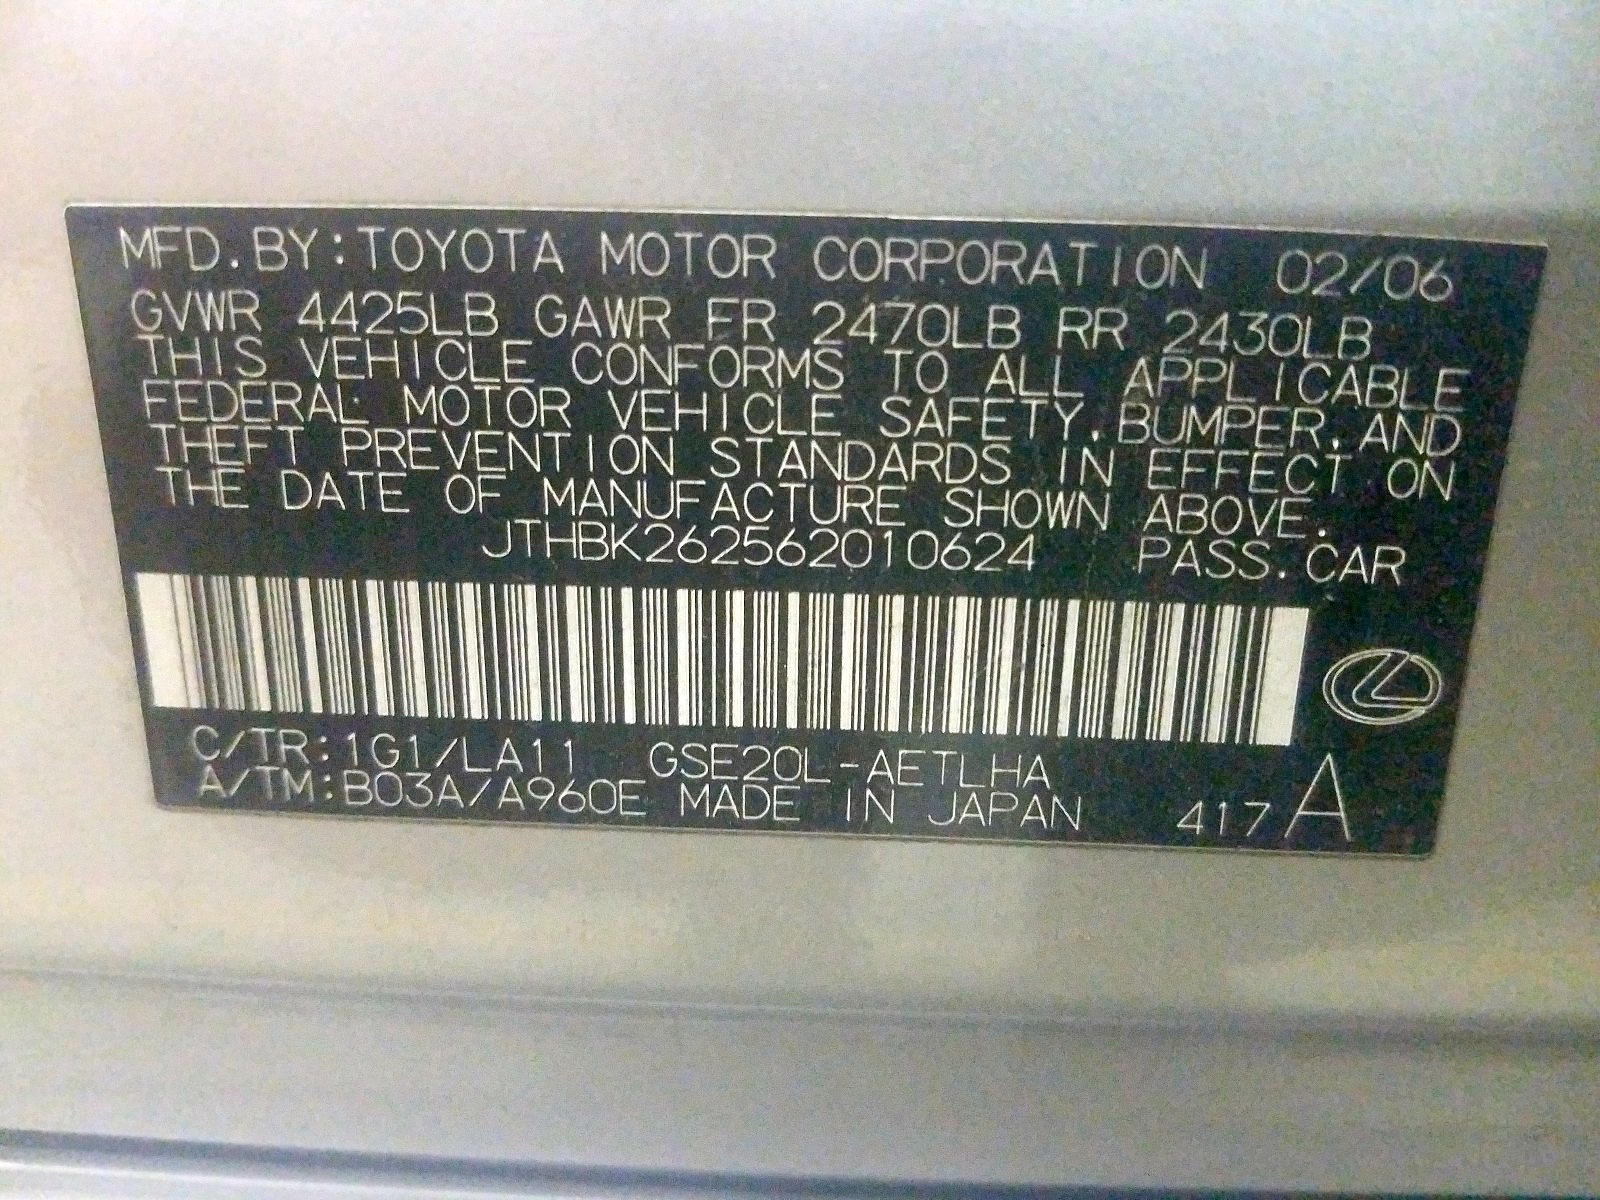 MFD. BY: TOYOTA MOTOR CORPORATION 02/06
GVWR 4425LB GAWR FR 2470LB RR 2430LB
THIS VEHICLE CONFORMS TO ALL APPLICABLE
FEDERAL MOTOR VEHICLE SAFETY, BUMPER, AND
THEFT PREVENTION STANDARDS IN EFFECT ON
THE DATE OF MANUFACTURE SHOWN ABOVE.
JTHBK262562010624 PASS. CAR
C/TR: 1G1/LA11 GSE20L-AETLHA
A/TM: B03A/A960E MADE IN JAPAN 417 A